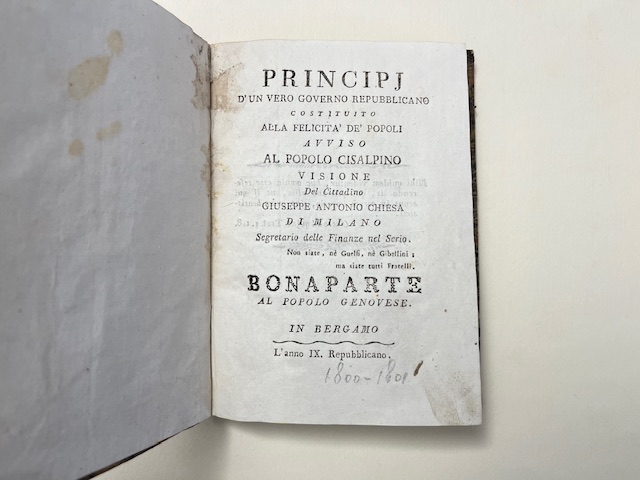 PRINCIPJ
D'UN VERO GOVERNO REPUBBLICANO
COSTITUITO
ALLA FELICITA' DE' POPOLI
AVVISO
AL POPOLO CISALPINO
VISIONE
Del Cittadino
GIUSEPPE ANTONIO CHIESA
DI MILANO
Segretario delle Finanze nel Serio.
Non siate, nè Guelfi, nè Gibellini;
ma siate tutti Fratelli.
BONAPARTE
AL POPOLO GENOVESE.
IN BERGAMO
L'anno IX. Repubblicano.
1800-1801